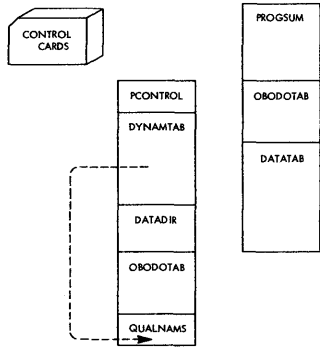 CONTROL
CARDS
PROGSUM
OBODOTAB
DATATAB
PCONTROL
DYNAMTAB
DATADIR
OBODOTAB
QUALNAMS